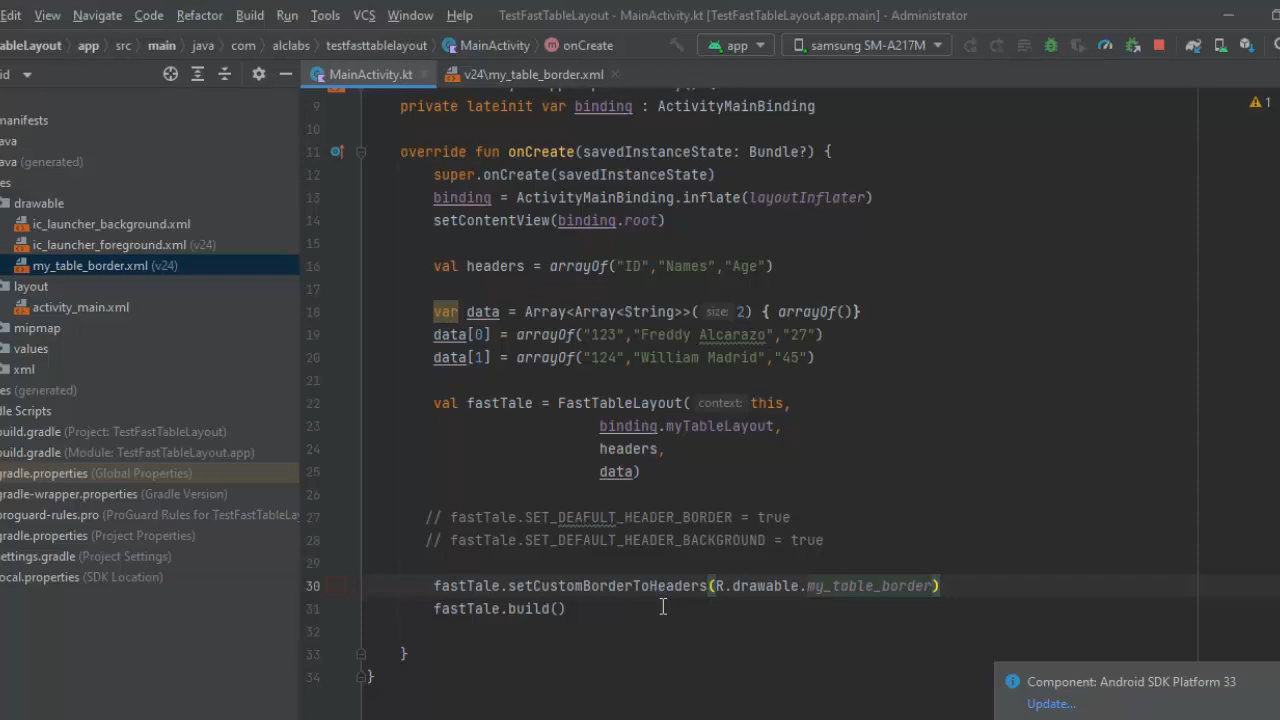 Edit View Navigate Code Refactor Build Run Tools VCS Window Help TestFastTableLayout - MainActivity.kt [TestFastTableLayout.app.main] - Administrator
ableLayout app src main java com alclabs testfasttablelayout MainActivity onCreate app samsung SM-A217M
id MainActivity.kt v24\my_table_border.xml
manifests
ava
ava (generated)
es
drawable
ic_launcher_background.xml
ic_launcher_foreground.xml (v24)
my_table_border.xml (v24)
layout
activity_main.xml
mipmap
values
xml
es (generated)
dle Scripts
build.gradle (Project: TestFastTableLayout)
build.gradle (Module: TestFastTableLayout.app)
gradle.properties (Global Properties)
gradle-wrapper.properties (Gradle Version)
proguard-rules.pro (ProGuard Rules for TestFastTableLay
gradle.properties (Project Properties)
settings.gradle (Project Settings)
local.properties (SDK Location)
1
9 private lateinit var binding : ActivityMainBinding
10
11 override fun onCreate(savedInstanceState: Bundle?) {
12 super.onCreate(savedInstanceState)
13 binding = ActivityMainBinding.inflate(layoutInflater)
14 setContentView(binding.root)
15
16 val headers = arrayOf("ID","Names","Age")
17
18 var data = Array<Array<String>>( size: 2) { arrayOf()}
19 data[0] = arrayOf("123","Freddy Alcarazo","27")
20 data[1] = arrayOf("124","William Madrid","45")
21
22 val fastTale = FastTableLayout( context: this,
23 binding.myTableLayout,
24 headers,
25 data)
26
27 // fastTale.SET_DEAFULT_HEADER_BORDER = true
28 // fastTale.SET_DEFAULT_HEADER_BACKGROUND = true
29
30 fastTale.setCustomBorderToHeaders(R.drawable.my_table_border)
31 fastTale.build()
32
33 }
34 }
Component: Android SDK Platform 33
Update...